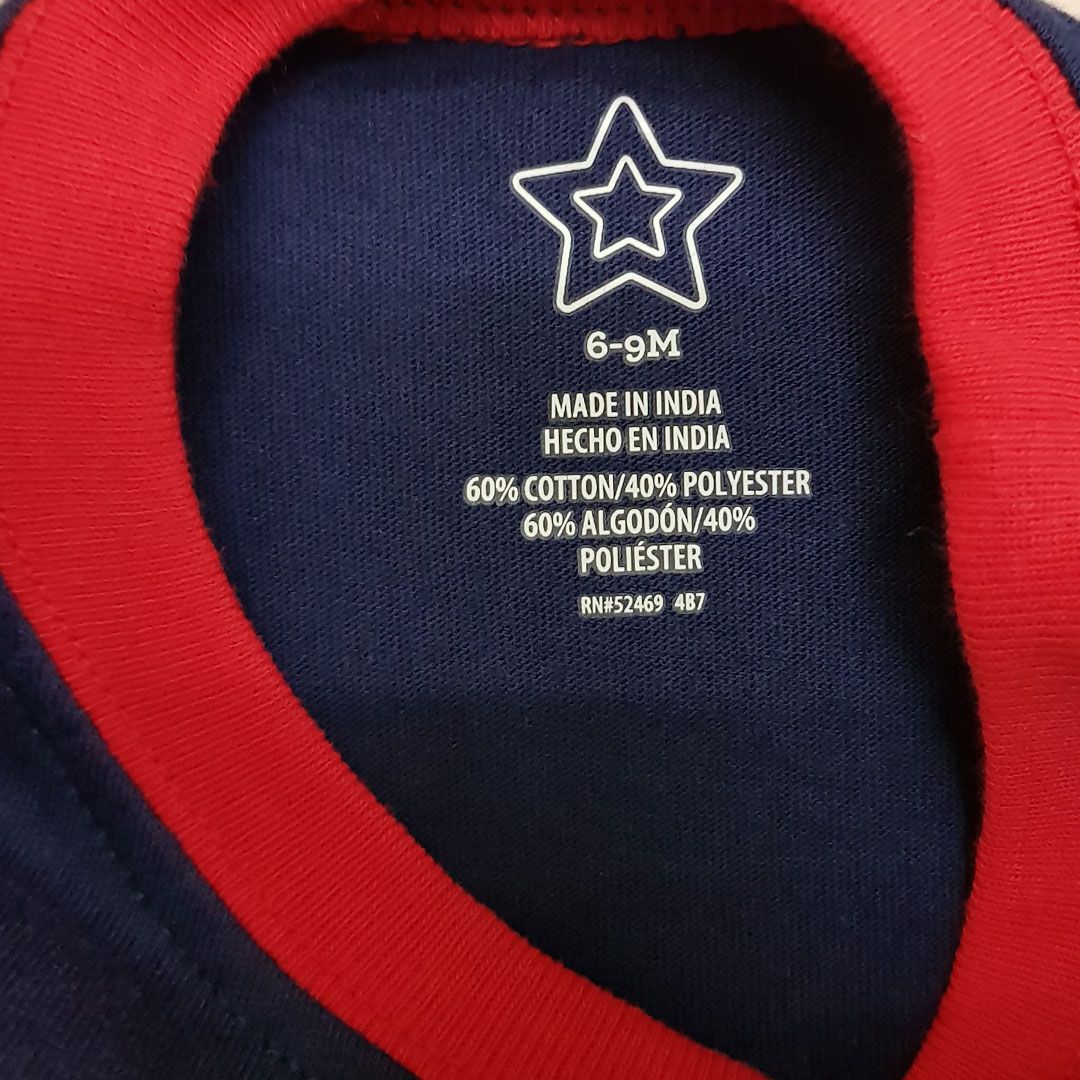 6-9M
MADE IN INDIA
HECHO EN INDIA
60% COTTON/40% POLYESTER
60% ALGODÓN/40%
POLIÉSTER
RN#52469 4B7